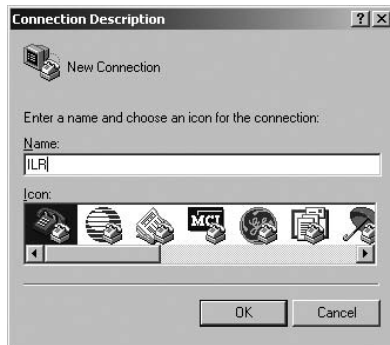 Connection Description
New Connection
Enter a name and choose an icon for the connection:
Name:
ILR
Icon:
MCI
OK
Cancel